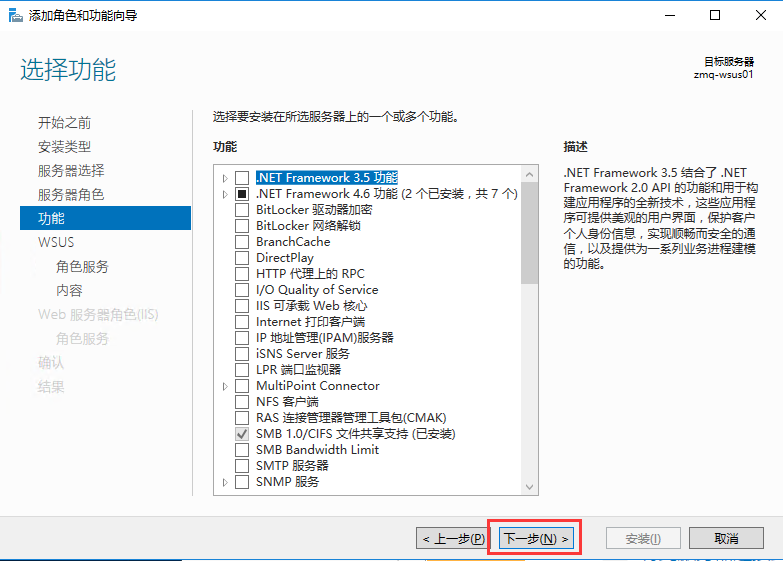 添加角色和功能向导
选择功能
目标服务器
zmq-wsus01
开始之前
安装类型
服务器选择
服务器角色
功能
WSUS
角色服务
内容
Web 服务器角色(IIS)
角色服务
确认
结果
选择要安装在所选服务器上的一个或多个功能。
功能
.NET Framework 3.5 功能
.NET Framework 4.6 功能 (2 个已安装，共 7 个)
BitLocker 驱动器加密
BitLocker 网络解锁
BranchCache
DirectPlay
HTTP 代理上的 RPC
I/O Quality of Service
IIS 可承载 Web 核心
Internet 打印客户端
IP 地址管理(IPAM)服务器
iSNS Server 服务
LPR 端口监视器
MultiPoint Connector
NFS 客户端
RAS 连接管理器管理工具包(CMAK)
SMB 1.0/CIFS 文件共享支持 (已安装)
SMB Bandwidth Limit
SMTP 服务器
SNMP 服务
描述
.NET Framework 3.5 结合了 .NET
Framework 2.0 API 的功能和用于构
建应用程序的全新技术，这些应用程
序可提供美观的用户界面，保护客户
个人身份信息，实现顺畅而安全的通
信，以及提供为一系列业务进程建模
的功能。
< 上一步(P)
下一步(N) >
安装(I)
取消